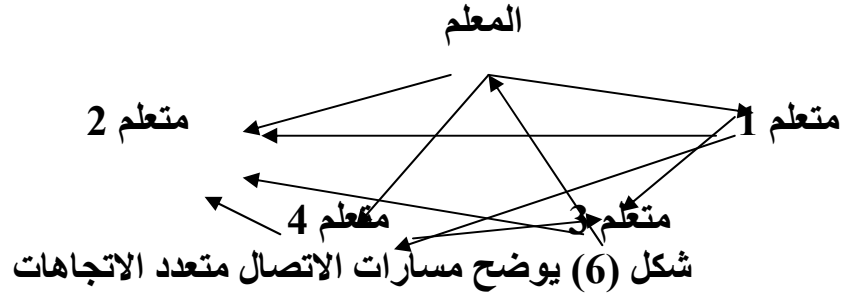 المعلم
متعلم 1
متعلم 2
متعلم 3
متعلم 4
شكل (6) يوضح مسارات الاتصال متعدد الاتجاهات